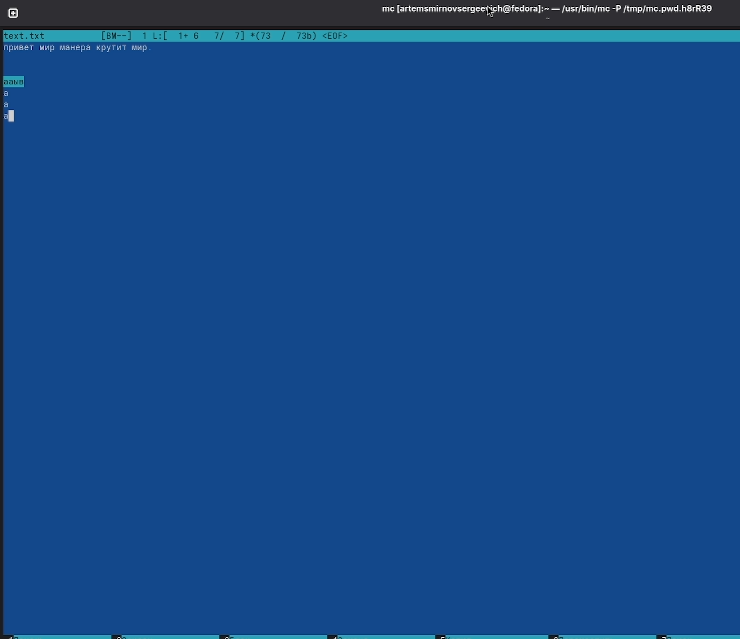 mc [artemsmirnovsergeevich@fedora]:~ — /usr/bin/mc -P /tmp/mc.pwd.h8rR39
text.txt [BM--] 1 L:[ 1+ 6 7/ 7] *(73 / 73b) <EOF>
привет мир манера крутит мир
а
а
а